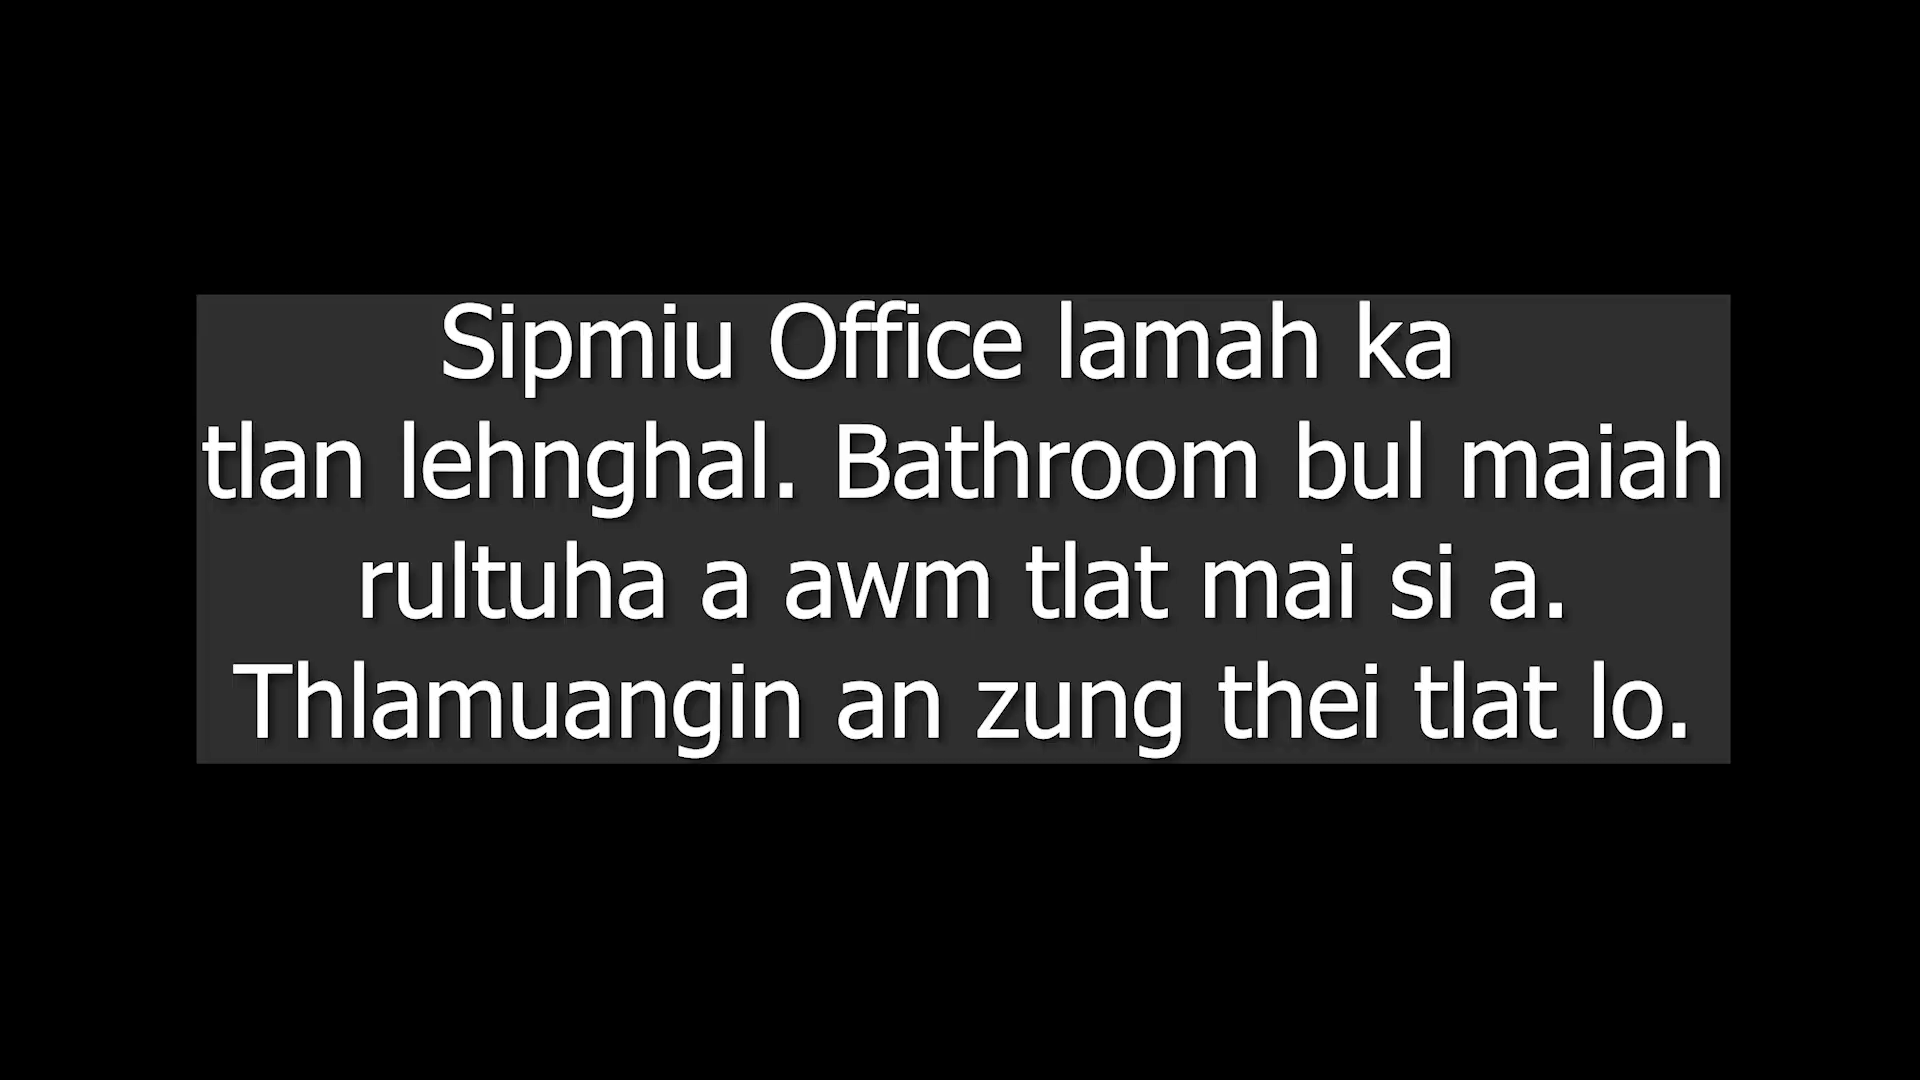 Sipmiu Office lamah ka
tlan lehnghal. Bathroom bul maiah
rultuha a awm tlat mai si a.
Thlamuangin an zung thei tlat lo.